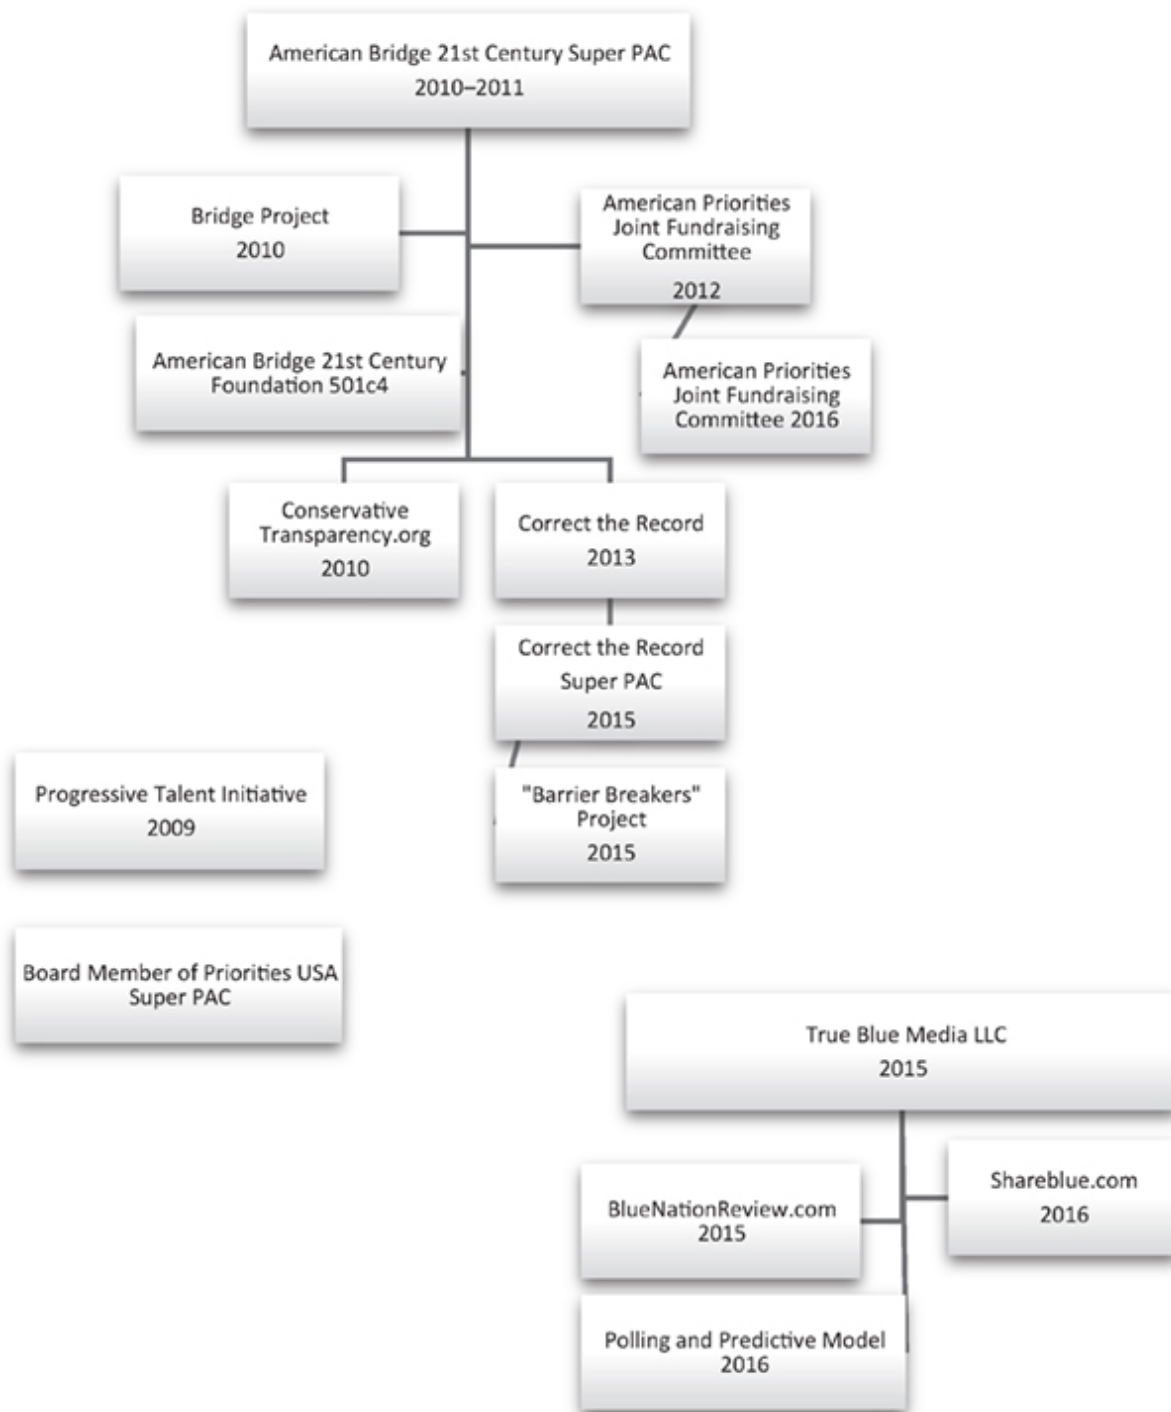 American Bridge 21st Century Super PAC
2010–2011
Bridge Project
2010
American Priorities
Joint Fundraising
Committee
2012
American Bridge 21st Century
Foundation 501c4
American Priorities
Joint Fundraising
Committee 2016
Conservative
Transparency.org
2010
Correct the Record
2013
Correct the Record
Super PAC
2015
"Barrier Breakers"
Project
2015
Progressive Talent Initiative
2009
Board Member of Priorities USA
Super PAC
True Blue Media LLC
2015
BlueNationReview.com
2015
Shareblue.com
2016
Polling and Predictive Model
2016